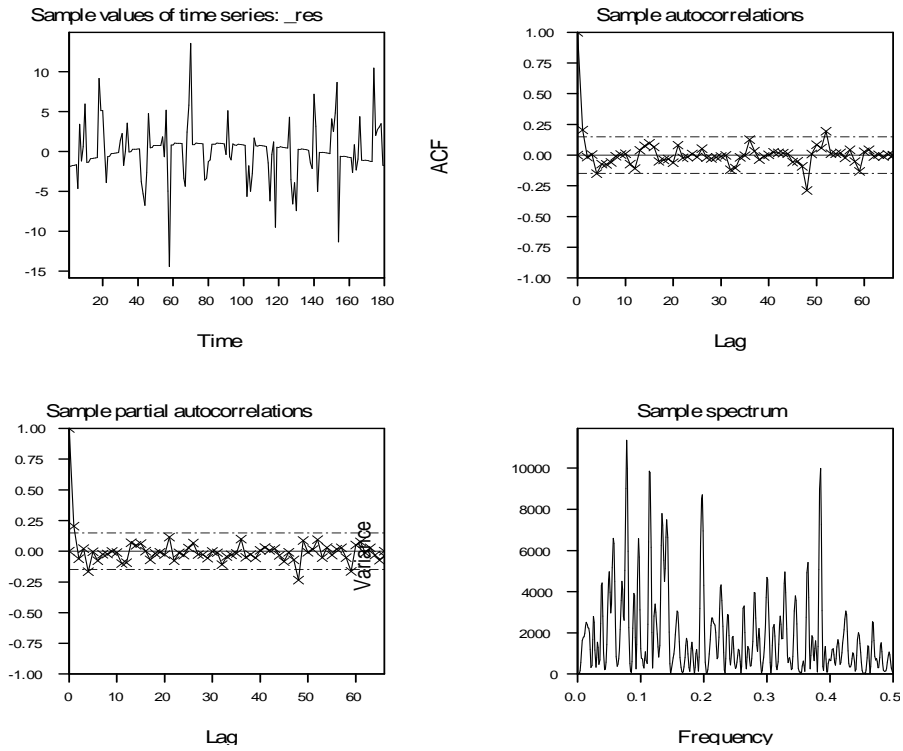 Sample values of time series: _res
10
5
0
-5
-10
-15
20 40 60 80 100 120 140 160 180
Time
Sample autocorrelations
ACF
1.00
0.75
0.50
0.25
0.00
-0.25
-0.50
-0.75
-1.00
0 10 20 30 40 50 60
Lag
Sample partial autocorrelations
1.00
0.75
0.50
0.25
0.00
-0.25
-0.50
-0.75
-1.00
0 10 20 30 40 50 60
Lag
Sample spectrum
Variance
10000
8000
6000
4000
2000
0
0.0 0.1 0.2 0.3 0.4 0.5
Frequency